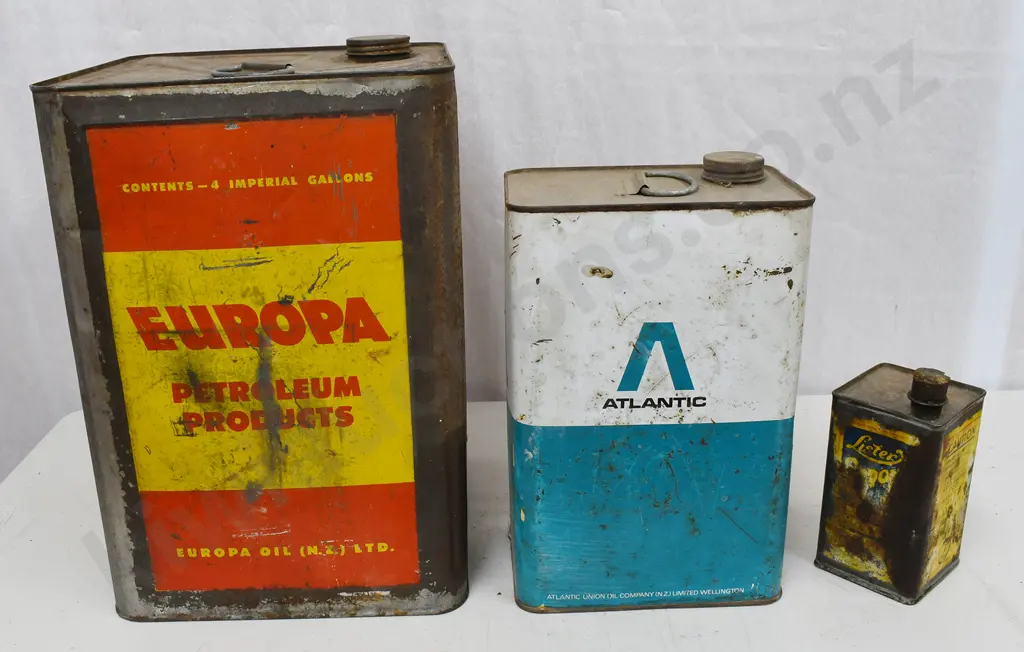 CONTENTS — 4 IMPERIAL GALLONS
EUROPA
PETROLEUM
PRODUCTS
EUROPA OIL (N.Z.) LTD.
ATLANTIC
ATLANTIC UNION OIL COMPANY (N.Z.) LIMITED WELLINGTON
Lister's